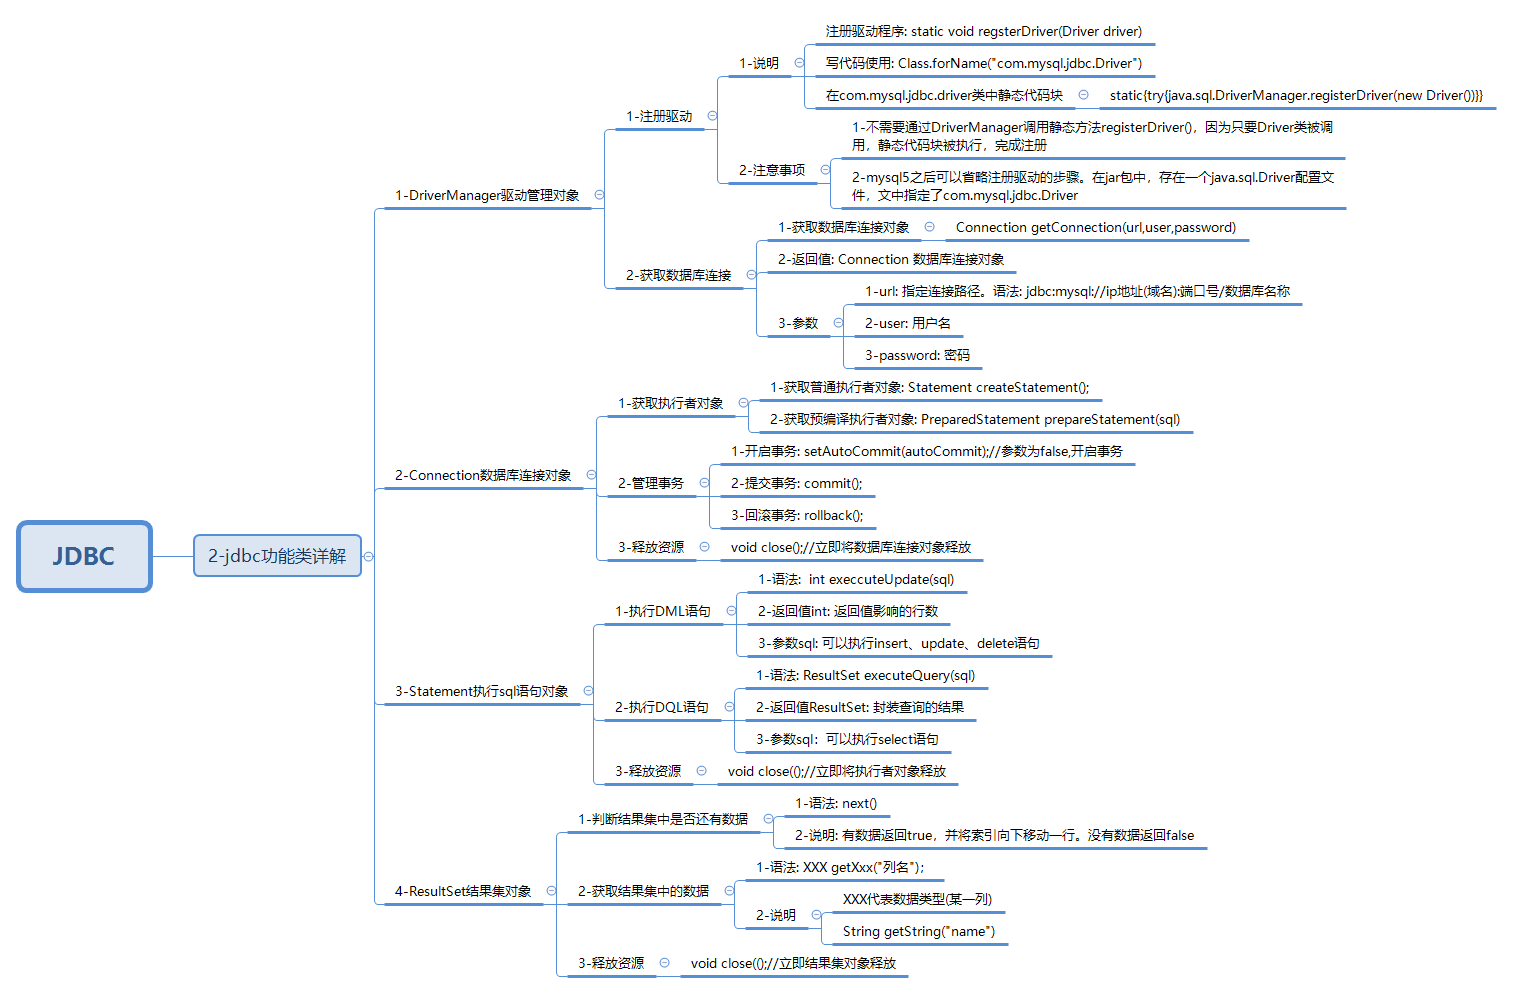 JDBC
2-jdbc功能类详解
1-DriverManager驱动管理对象
1-注册驱动
1-说明
注册驱动程序: static void regsterDriver(Driver driver)
写代码使用: Class.forName("com.mysql.jdbc.Driver")
在com.mysql.jdbc.driver类中静态代码块
static{try{java.sql.DriverManager.registerDriver(new Driver())}}
2-注意事项
1-不需要通过DriverManager调用静态方法registerDriver()，因为只要Driver类被调
用，静态代码块被执行，完成注册
2-mysql5之后可以省略注册驱动的步骤。在jar包中，存在一个java.sql.Driver配置文
件，文中指定了com.mysql.jdbc.Driver
2-获取数据库连接
1-获取数据库连接对象
Connection getConnection(url,user,password)
2-返回值: Connection 数据库连接对象
3-参数
1-url: 指定连接路径。语法: jdbc:mysql://ip地址(域名):端口号/数据库名称
2-user: 用户名
3-password: 密码
2-Connection数据库连接对象
1-获取执行者对象
1-获取普通执行者对象: Statement createStatement();
2-获取预编译执行者对象: PreparedStatement prepareStatement(sql)
2-管理事务
1-开启事务: setAutoCommit(autoCommit);//参数为false,开启事务
2-提交事务: commit();
3-回滚事务: rollback();
3-释放资源
void close();//立即将数据库连接对象释放
3-Statement执行sql语句对象
1-执行DML语句
1-语法:  int execcuteUpdate(sql)
2-返回值int: 返回值影响的行数
3-参数sql: 可以执行insert、update、delete语句
2-执行DQL语句
1-语法: ResultSet executeQuery(sql)
2-返回值ResultSet: 封装查询的结果
3-参数sql：可以执行select语句
3-释放资源
void close(();//立即将执行者对象释放
4-ResultSet结果集对象
1-判断结果集中是否还有数据
1-语法: next()
2-说明: 有数据返回true，并将索引向下移动一行。没有数据返回false
2-获取结果集中的数据
1-语法: XXX getXxx("列名");
2-说明
XXX代表数据类型(某一列)
String getString("name")
3-释放资源
void close(();//立即结果集对象释放